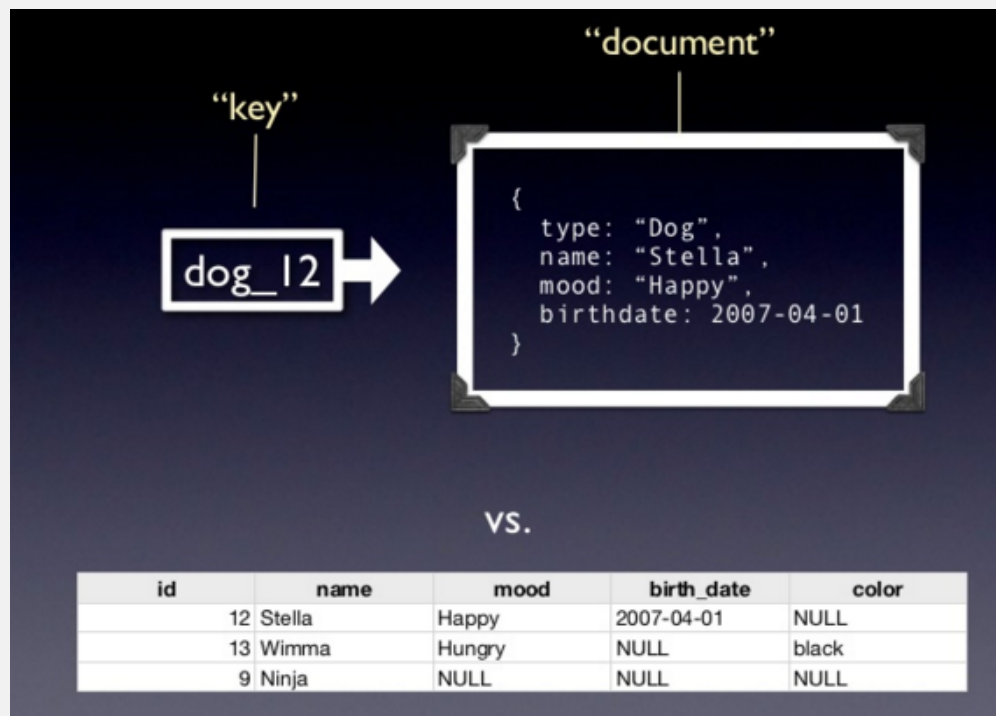 “document”
“key”
dog_12
{
type: “Dog”,
name: “Stella”,
mood: “Happy”,
birthdate: 2007-04-01
}
vs.
id name mood birth_date color
12 Stella Happy 2007-04-01 NULL
13 Wimma Hungry NULL black
9 Ninja NULL NULL NULL